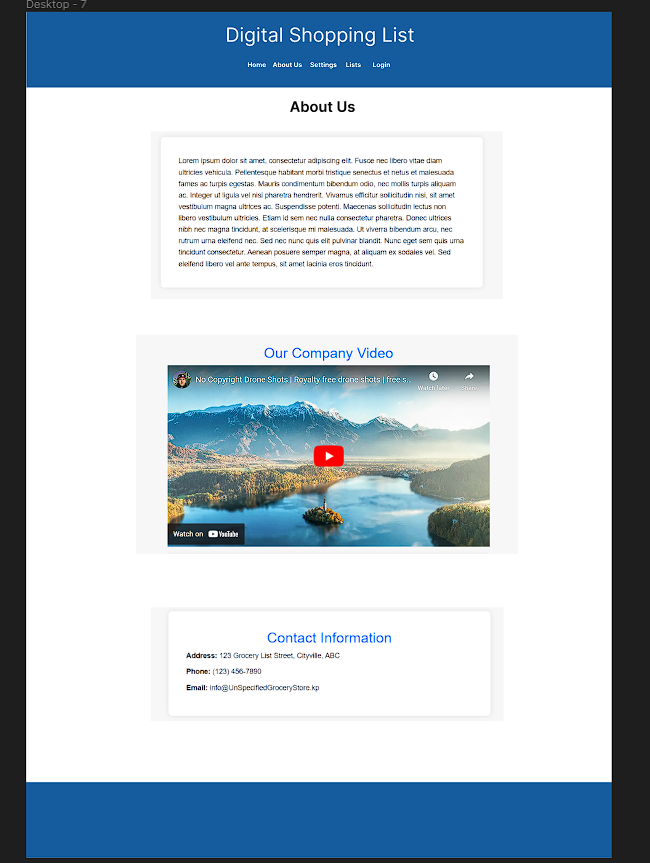 Desktop - 7
Digital Shopping List
Home About Us Settings Lists Login
About Us
Lorem ipsum dolor sit amet, consectetur adipiscing elit. Fusce nec libero vitae diam
ultricies vehicula. Pellentesque habitant morbi tristique senectus et netus et malesuada
fames ac turpis egestas. Mauris condimentum bibendum odio, nec mollis turpis aliquam
ac. Integer ut ligula vel nisi pharetra hendrerit. Vivamus efficitur sollicitudin nisi, sit amet
vestibulum magna ultrices ac. Suspendisse potenti. Maecenas sollicitudin lectus non
libero vestibulum ultricies. Etiam id sem nec nulla consectetur pharetra. Donec ultrices
nibh nec magna tincidunt, at scelerisque mi malesuada. Ut viverra bibendum arcu, nec
rutrum urna eleifend nec. Sed nec nunc quis elit pulvinar blandit. Nunc eget sem quis urna
tincidunt consectetur. Aenean posuere semper magna, at aliquam ex sodales vel. Sed
eleifend libero vel ante tempus, sit amet lacinia eros tincidunt.
Our Company Video
No Copyright Drone Shots | Royalty free drone shots | free s...
Watch later Share
Watch on YouTube
Contact Information
Address: 123 Grocery List Street, Cityville, ABC
Phone: (123) 456-7890
Email: info@UnSpecifiedGroceryStore.kp